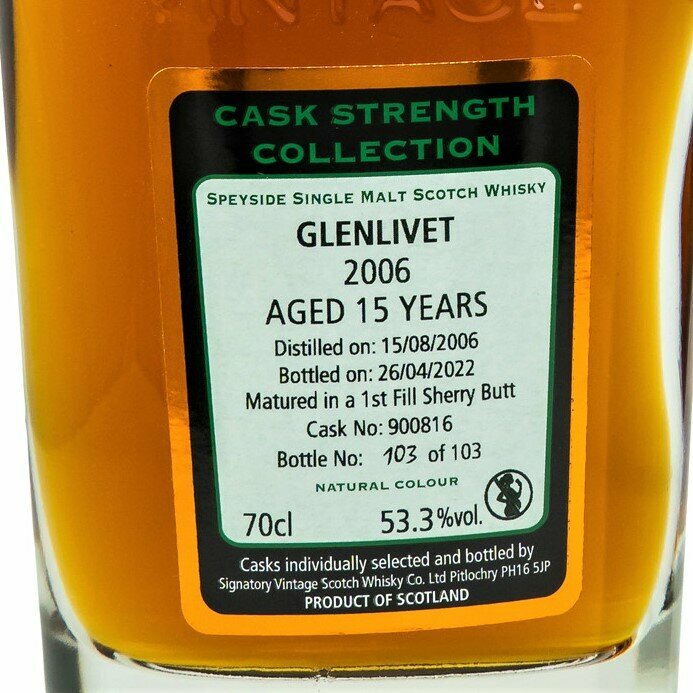 VINTAGE
CASK STRENGTH
COLLECTION
SPEYSIDE SINGLE MALT SCOTCH WHISKY
GLENLIVET
2006
AGED 15 YEARS
Distilled on: 15/08/2006
Bottled on: 26/04/2022
Matured in a 1st Fill Sherry Butt
Cask No: 900816
Bottle No: 103 of 103
NATURAL COLOUR
70cl 53.3%vol.
Casks individually selected and bottled by
Signatory Vintage Scotch Whisky Co. Ltd Pitlochry PH16 5JP
PRODUCT OF SCOTLAND